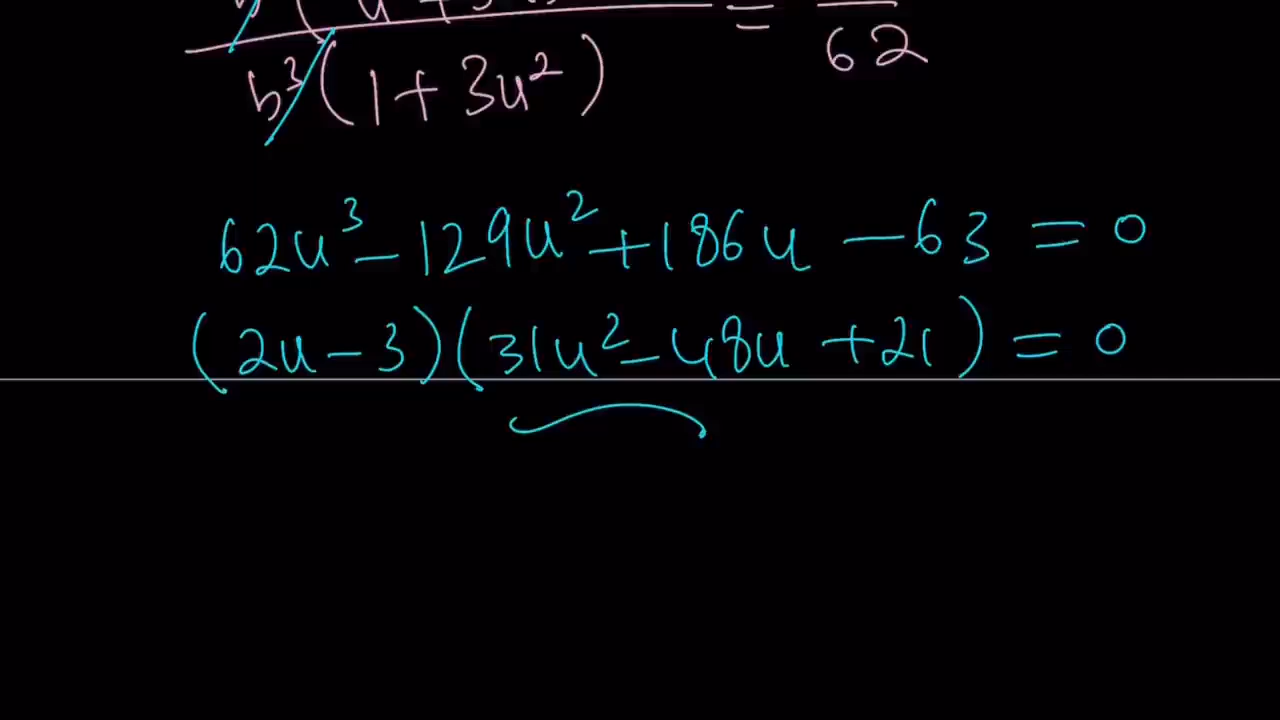 = 62
b³(1+3u²)
62u³-129u²+186u-63=0
(2u-3)(31u²-48u+21)=0